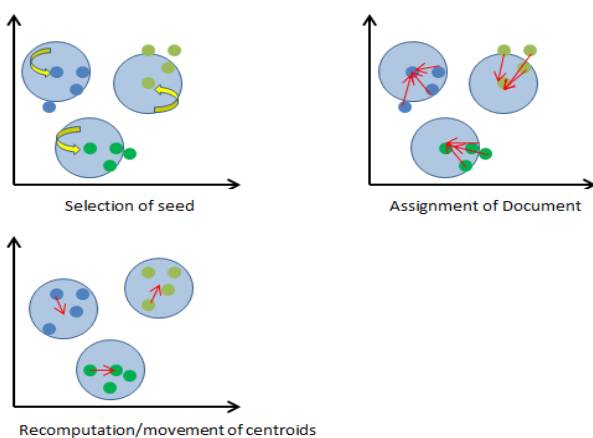 Selection of seed
Assignment of Document
Recomputation/movement of centroids